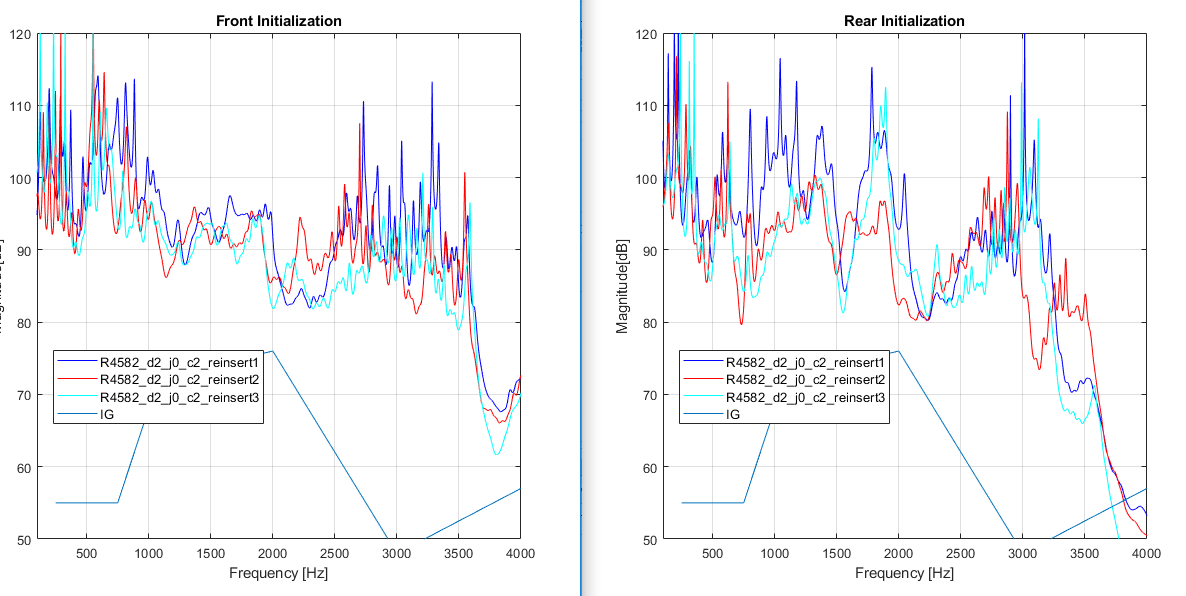 Front Initialization
120
110
100
90
80
70
60
50
500
1000
1500
2000
2500
3000
3500
4000
Frequency [Hz]
R4582_d2_j0_c2_reinsert1
R4582_d2_j0_c2_reinsert2
R4582_d2_j0_c2_reinsert3
IG
Rear Initialization
Magnitude[dB]
120
110
100
90
80
70
60
50
500
1000
1500
2000
2500
3000
3500
4000
Frequency [Hz]
R4582_d2_j0_c2_reinsert1
R4582_d2_j0_c2_reinsert2
R4582_d2_j0_c2_reinsert3
IG